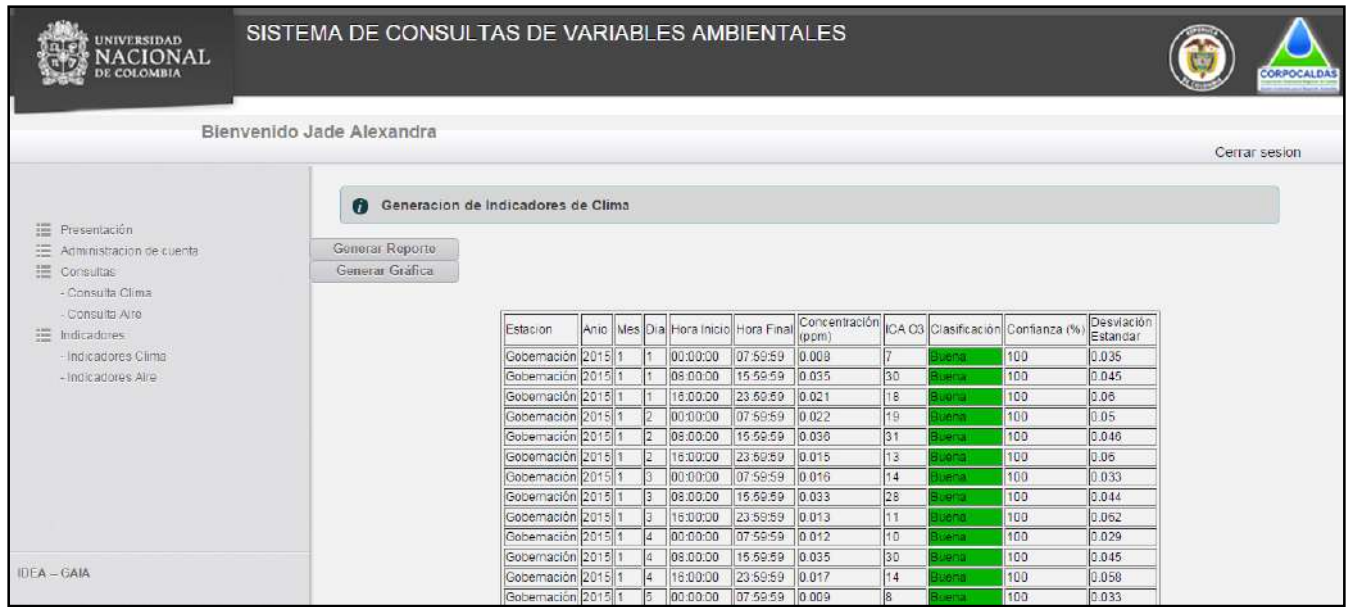 UNIVERSIDAD
NACIONAL
DE COLOMBIA
SISTEMA DE CONSULTAS DE VARIABLES AMBIENTALES
CORPOCALDAS
Bienvenido Jade Alexandra
Cerrar sesion
Generacion de Indicadores de Clima
Presentación
Administracion de cuenta
Consultas
- Consulta Clima
- Consulta Aire
Indicadores
- Indicadores Clima
- Indicadores Aire
IDEA – GAIA
Generar Reporte
Generar Gráfica
Estacion Anio Mes Dia Hora Inicio Hora Final Concentración (ppm) ICA O3 Clasificación Confianza (%) Desviación Estandar
Gobernación 2015 1 1 00:00:00 07:59:59 0.008 7 Buena 100 0.035
Gobernación 2015 1 1 08:00:00 15:59:59 0.035 30 Buena 100 0.045
Gobernación 2015 1 1 16:00:00 23:59:59 0.021 18 Buena 100 0.06
Gobernación 2015 1 2 00:00:00 07:59:59 0.022 19 Buena 100 0.05
Gobernación 2015 1 2 08:00:00 15:59:59 0.036 31 Buena 100 0.046
Gobernación 2015 1 2 16:00:00 23:59:59 0.015 13 Buena 100 0.06
Gobernación 2015 1 3 00:00:00 07:59:59 0.016 14 Buena 100 0.033
Gobernación 2015 1 3 08:00:00 15:59:59 0.033 28 Buena 100 0.044
Gobernación 2015 1 3 16:00:00 23:59:59 0.013 11 Buena 100 0.062
Gobernación 2015 1 4 00:00:00 07:59:59 0.012 10 Buena 100 0.029
Gobernación 2015 1 4 08:00:00 15:59:59 0.035 30 Buena 100 0.045
Gobernación 2015 1 4 16:00:00 23:59:59 0.017 14 Buena 100 0.058
Gobernación 2015 1 5 00:00:00 07:59:59 0.009 8 Buena 100 0.033